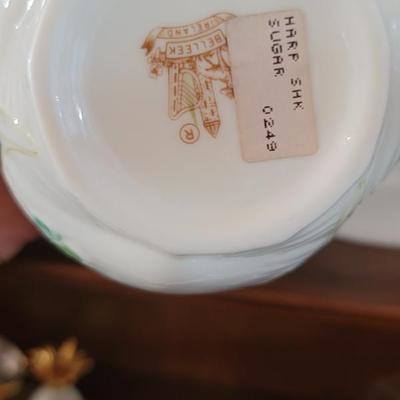 BELLEEK
IRELAND
R
HARP SHK
SUGAR 0249